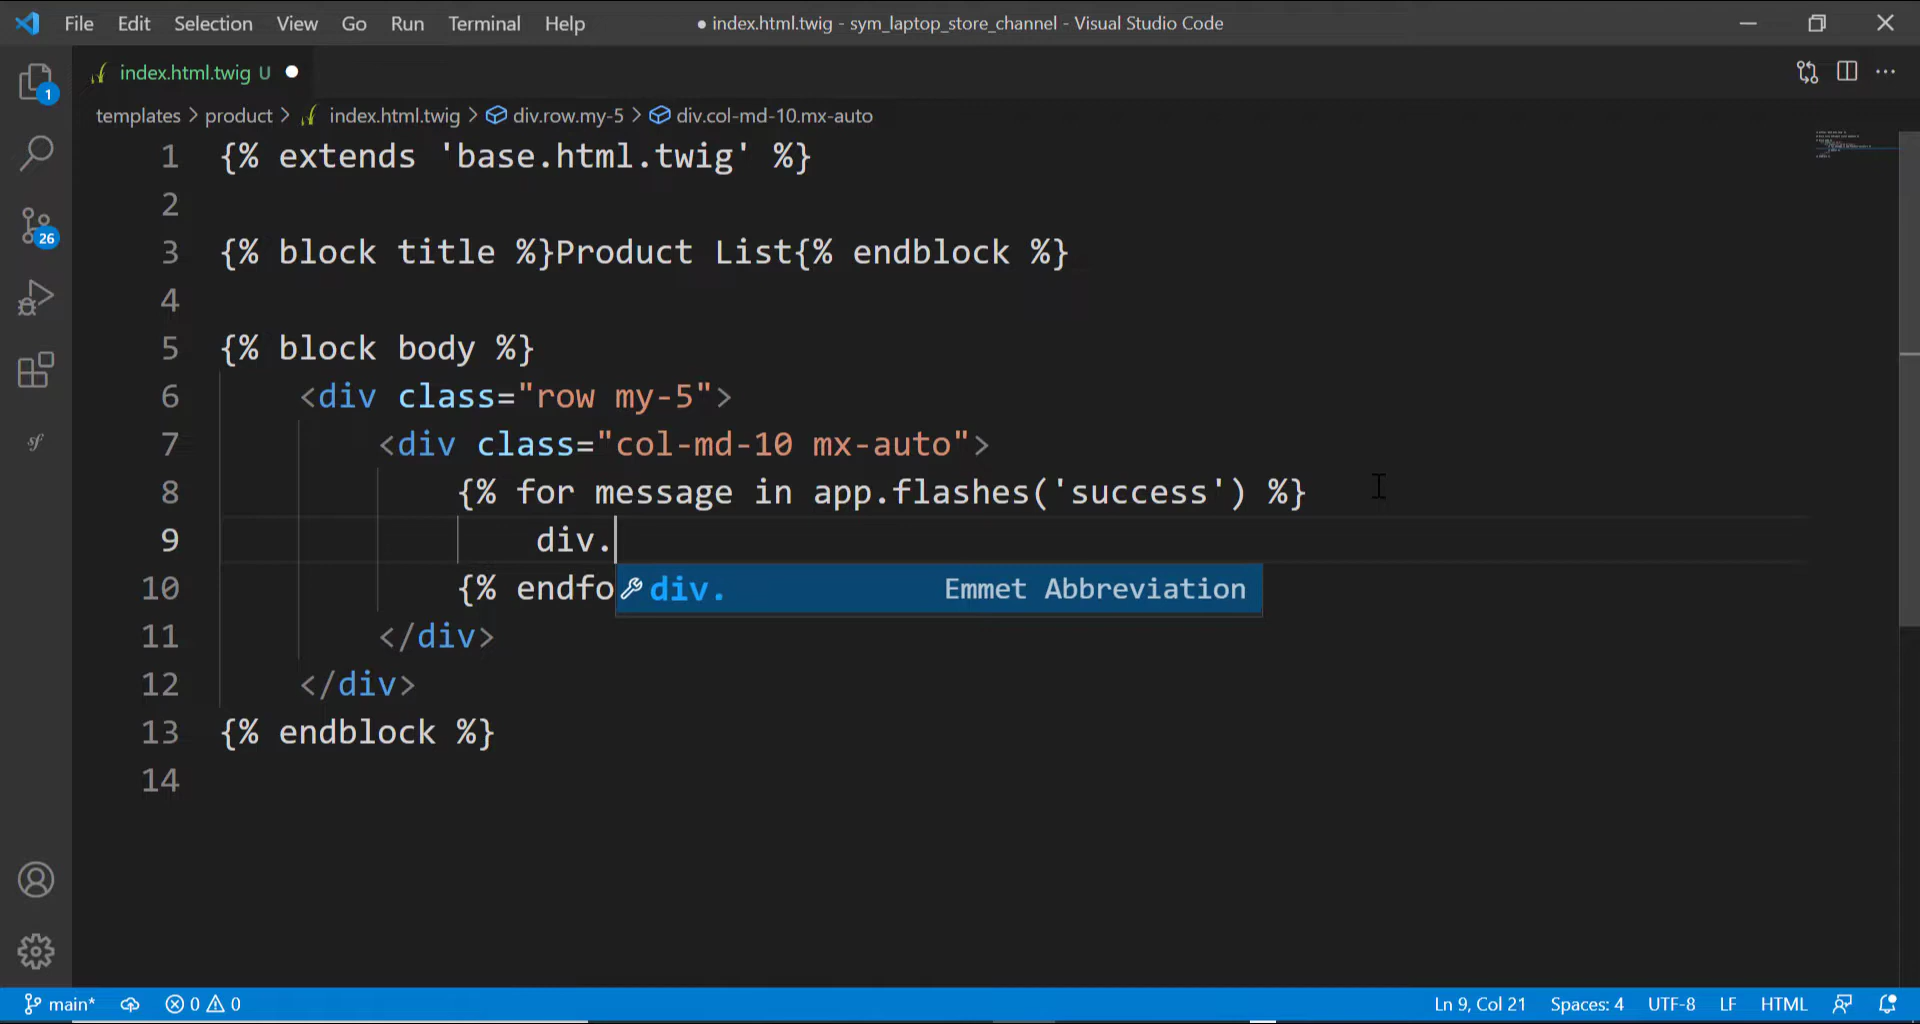 File Edit Selection View Go Run Terminal Help ● index.html.twig - sym_laptop_store_channel - Visual Studio Code
index.html.twig U
1
templates > product > index.html.twig > div.row.my-5 > div.col-md-10.mx-auto
1 {% extends 'base.html.twig' %}
2
3 {% block title %}Product List{% endblock %}
26
4
5 {% block body %}
6 <div class="row my-5">
7 <div class="col-md-10 mx-auto">
sf
8 {% for message in app.flashes('success') %}
9 div.
10 {% endfo
div. Emmet Abbreviation
11 </div>
12 </div>
13 {% endblock %}
14
main* 0 0 Ln 9, Col 21 Spaces: 4 UTF-8 LF HTML